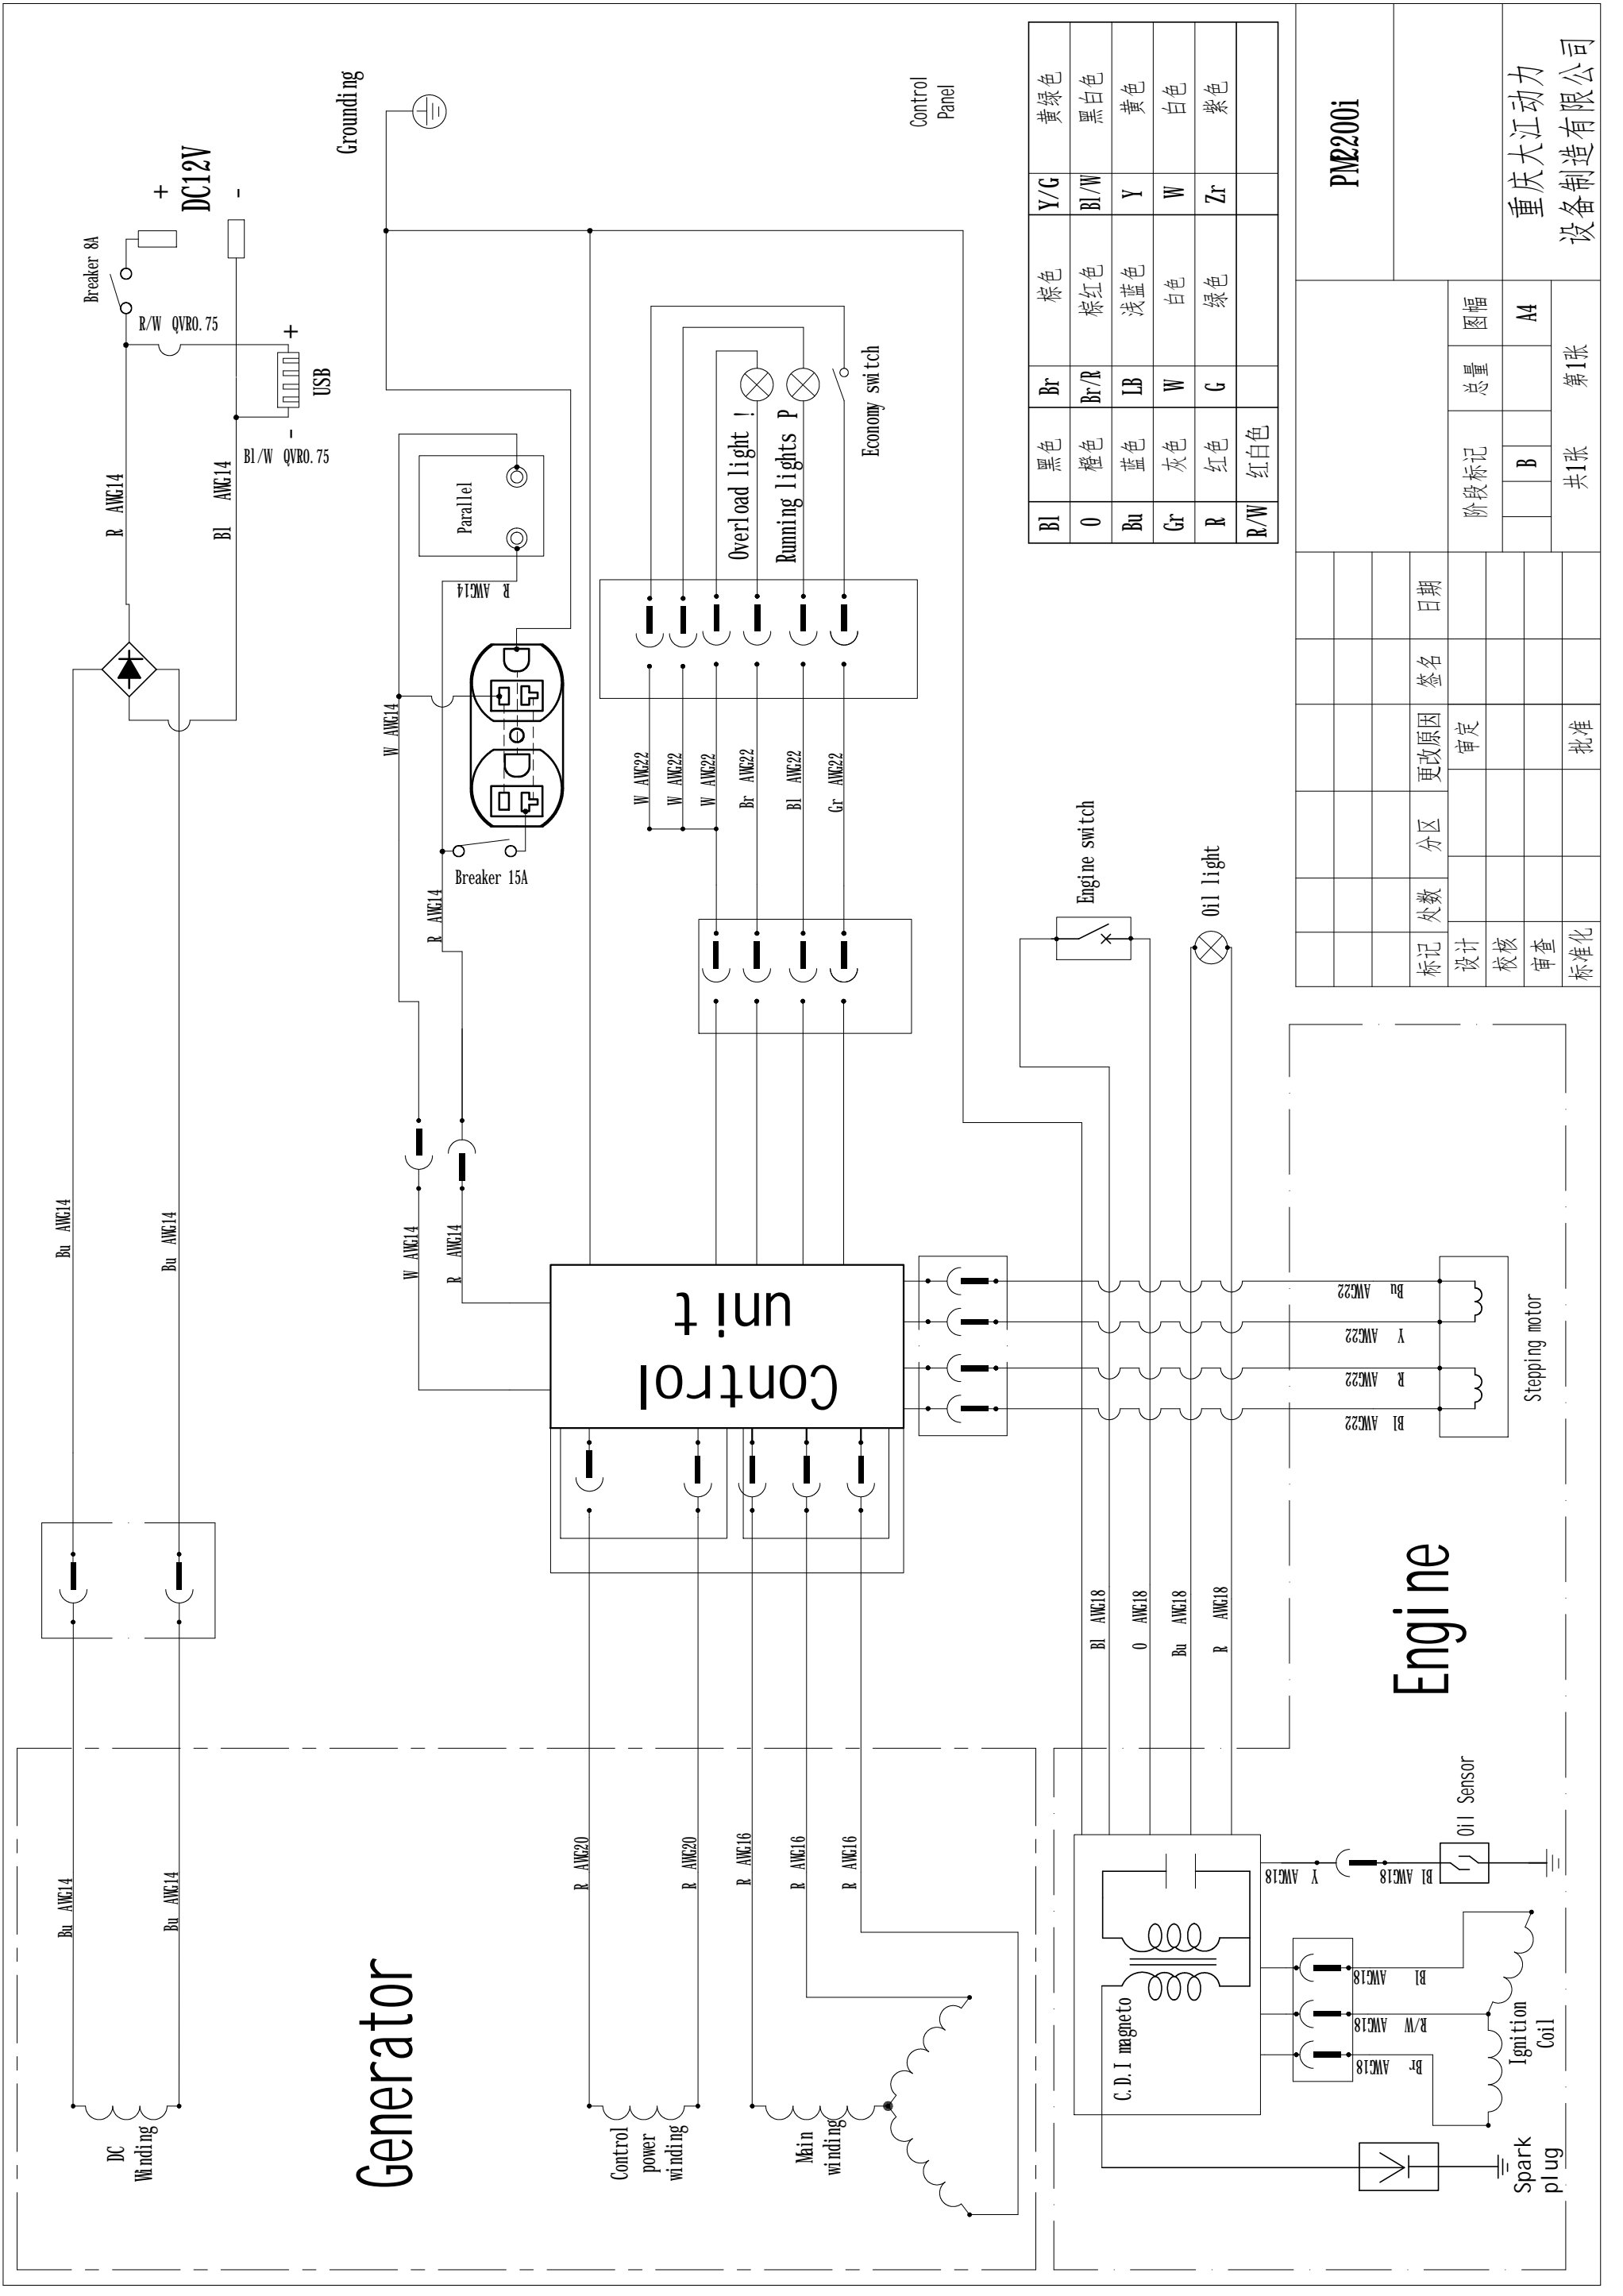 Generator
DC
Winding
Bu AWG14
Bu AWG14
Bu AWG14
Bu AWG14
R AWG14
Bl AWG14
R/W QVR0.75
Bl/W QVR0.75
Breaker 8A
+
DC12V
-
+
USB
-
Grounding
Control
power
winding
R AWG20
R AWG20
Main
winding
R AWG16
R AWG16
R AWG16
Control
unit
W AWG14
R AWG14
R AWG14
W AWG14
Breaker 15A
R AWG14
Parallel
W AWG22
W AWG22
W AWG22
Br AWG22
Bl AWG22
Gr AWG22
Overload light !
Running lights P
Economy switch
Control
Panel
Engine switch
Oil light
Bl AWG18
O AWG18
Bu AWG18
R AWG18
Bu AWG22
Y AWG22
R AWG22
Bl AWG22
Stepping motor
Engine
C.D.I magneto
Y AWG18
Bl AWG18
Oil Sensor
Bl AWG18
R/W AWG18
Br AWG18
Ignition
Coil
Spark
plug
Bl 黑色 Br 棕色 Y/G 黄绿色
O 橙色 Br/R 棕红色 Bl/W 黑白色
Bu 蓝色 LB 浅蓝色 Y 黄色
Gr 灰色 W 白色 W 白色
R 红色 G 绿色 Zr 紫色
R/W 红白色
标记 处数 分区 更改原因 签名 日期
设计 审定
校核
审查
标准化 批准
阶段标记 总量 图幅
B A4
共1张 第1张
PM2200i
重庆大江动力
设备制造有限公司